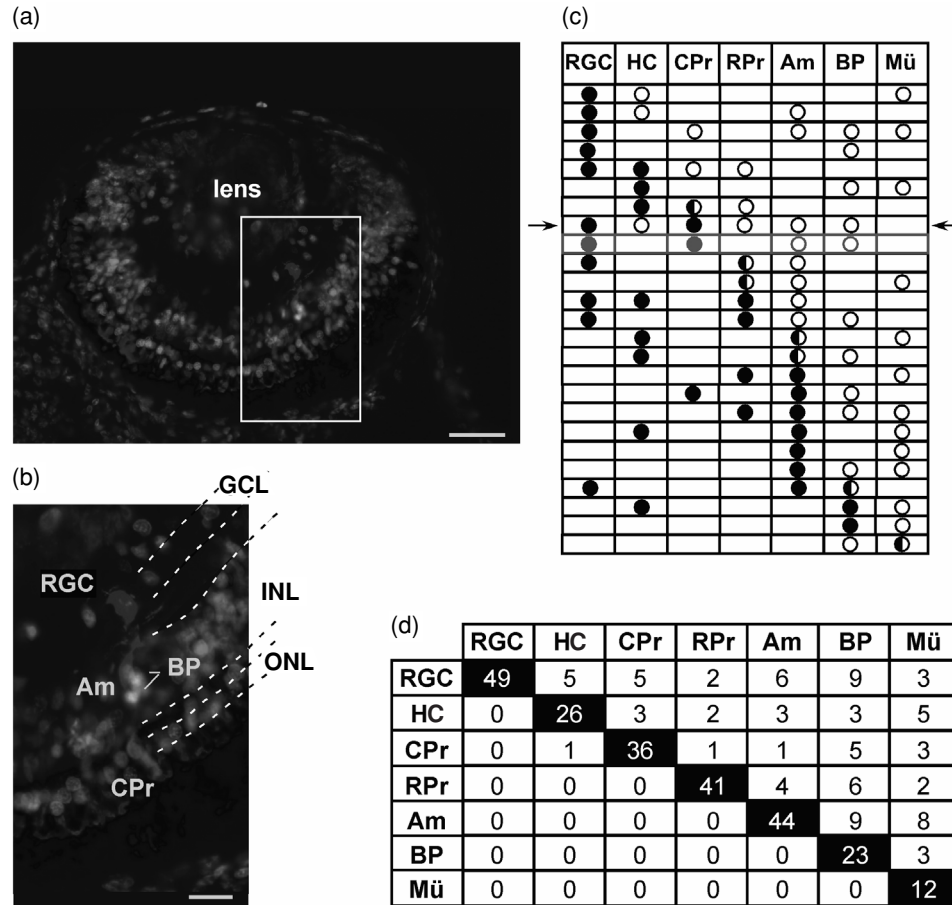 (a)
lens
(b)
GCL
RGC
INL
BP
Am
ONL
CPr
(c)
RGC HC CPr RPr Am BP Mü
(d)
RGC HC CPr RPr Am BP Mü
RGC 49 5 5 2 6 9 3
HC 0 26 3 2 3 3 5
CPr 0 1 36 1 1 5 3
RPr 0 0 0 41 4 6 2
Am 0 0 0 0 44 9 8
BP 0 0 0 0 0 23 3
Mü 0 0 0 0 0 0 12